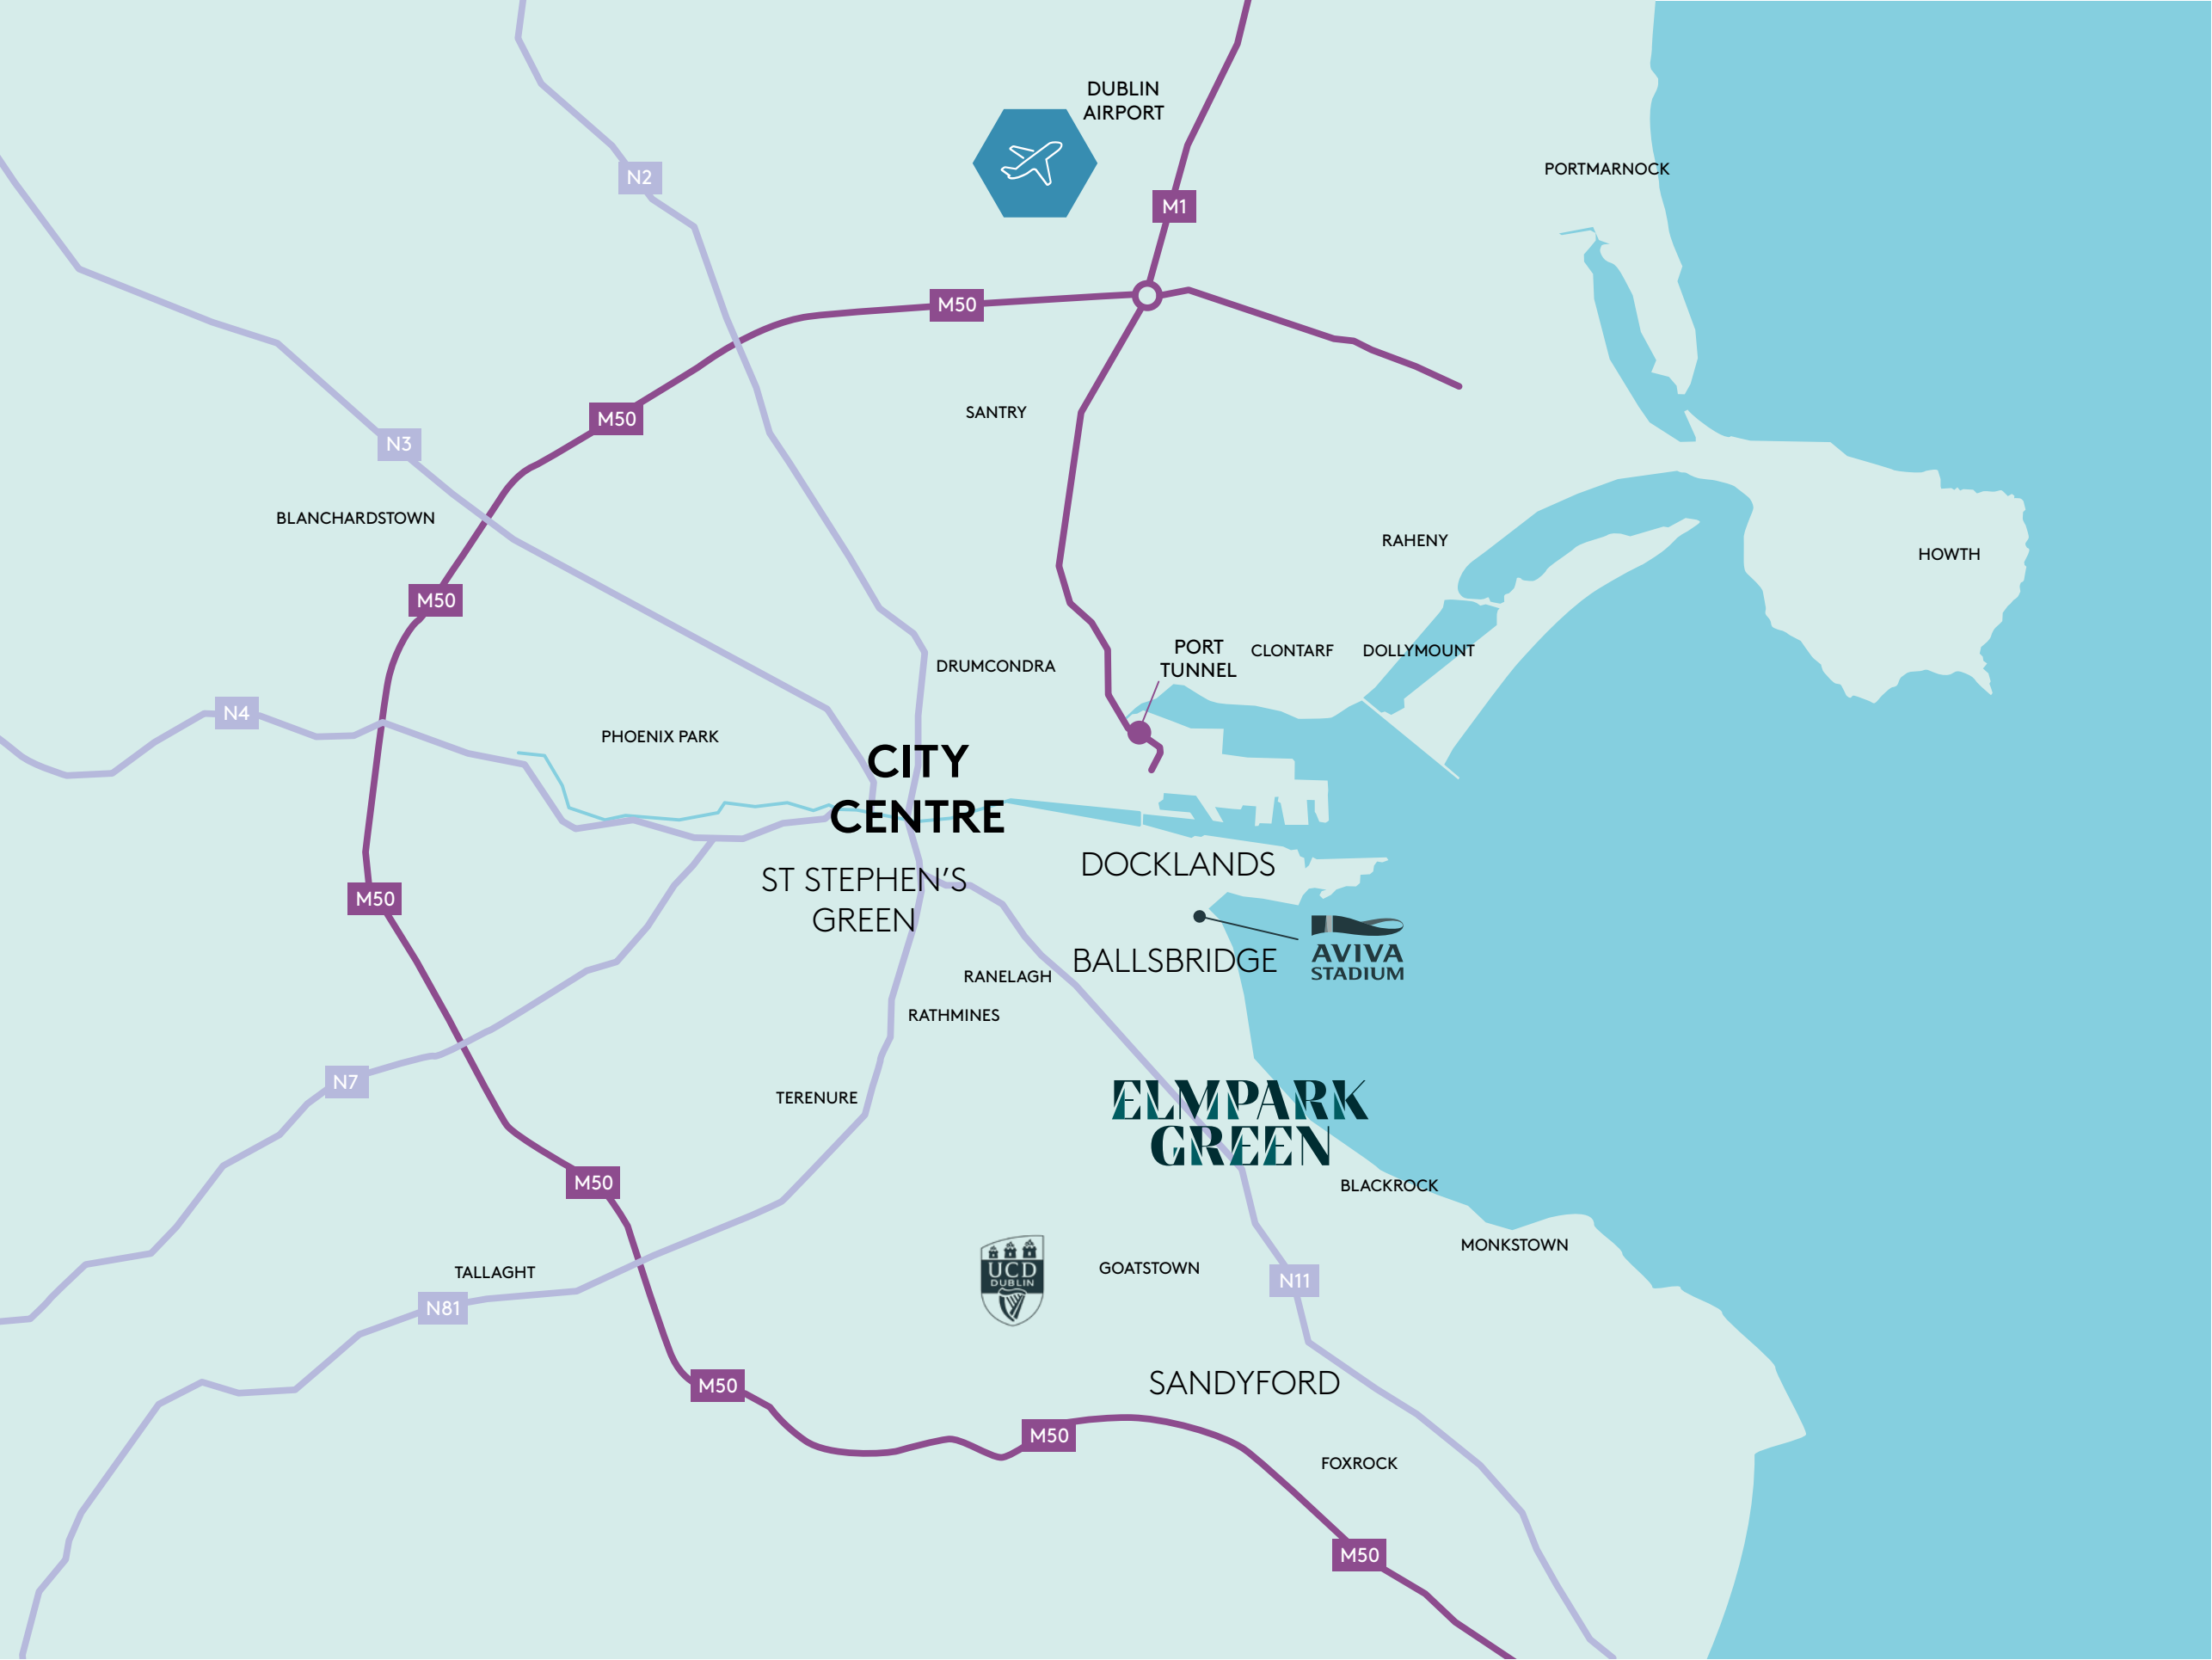 DUBLIN
AIRPORT
PORTMARNOCK
N2
M1
M50
SANTRY
M50
N3
BLANCHARDSTOWN
RAHENY
HOWTH
M50
PORT
TUNNEL
CLONTARF
DOLLYMOUNT
DRUMCONDRA
N4
PHOENIX PARK
CITY
CENTRE
DOCKLANDS
ST STEPHEN'S
GREEN
M50
AVIVA
STADIUM
BALLSBRIDGE
RANELAGH
RATHMINES
N7
TERENURE
ELMPARK
GREEN
M50
BLACKROCK
MONKSTOWN
UCD
DUBLIN
GOATSTOWN
TALLAGHT
N11
N81
M50
SANDYFORD
M50
FOXROCK
M50